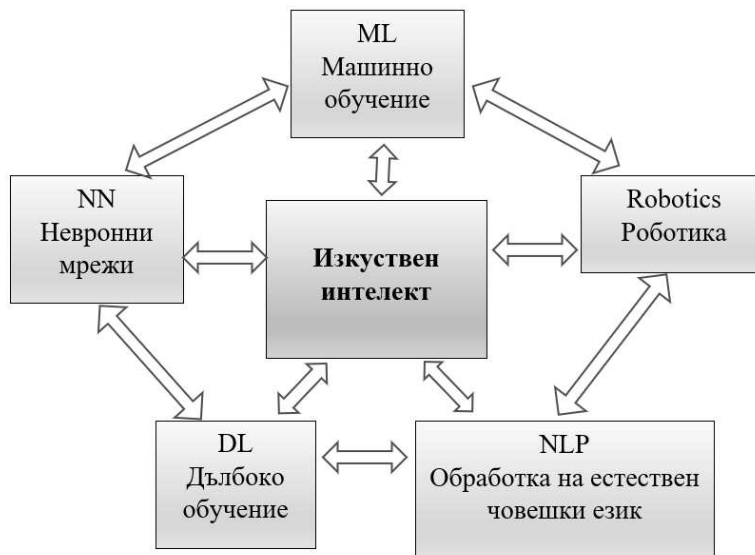 ML
Машинно
обучение
NN
Невронни
мрежи
Изкуствен
интелект
Robotics
Роботика
DL
Дълбоко
обучение
NLP
Обработка на естествен
човешки език